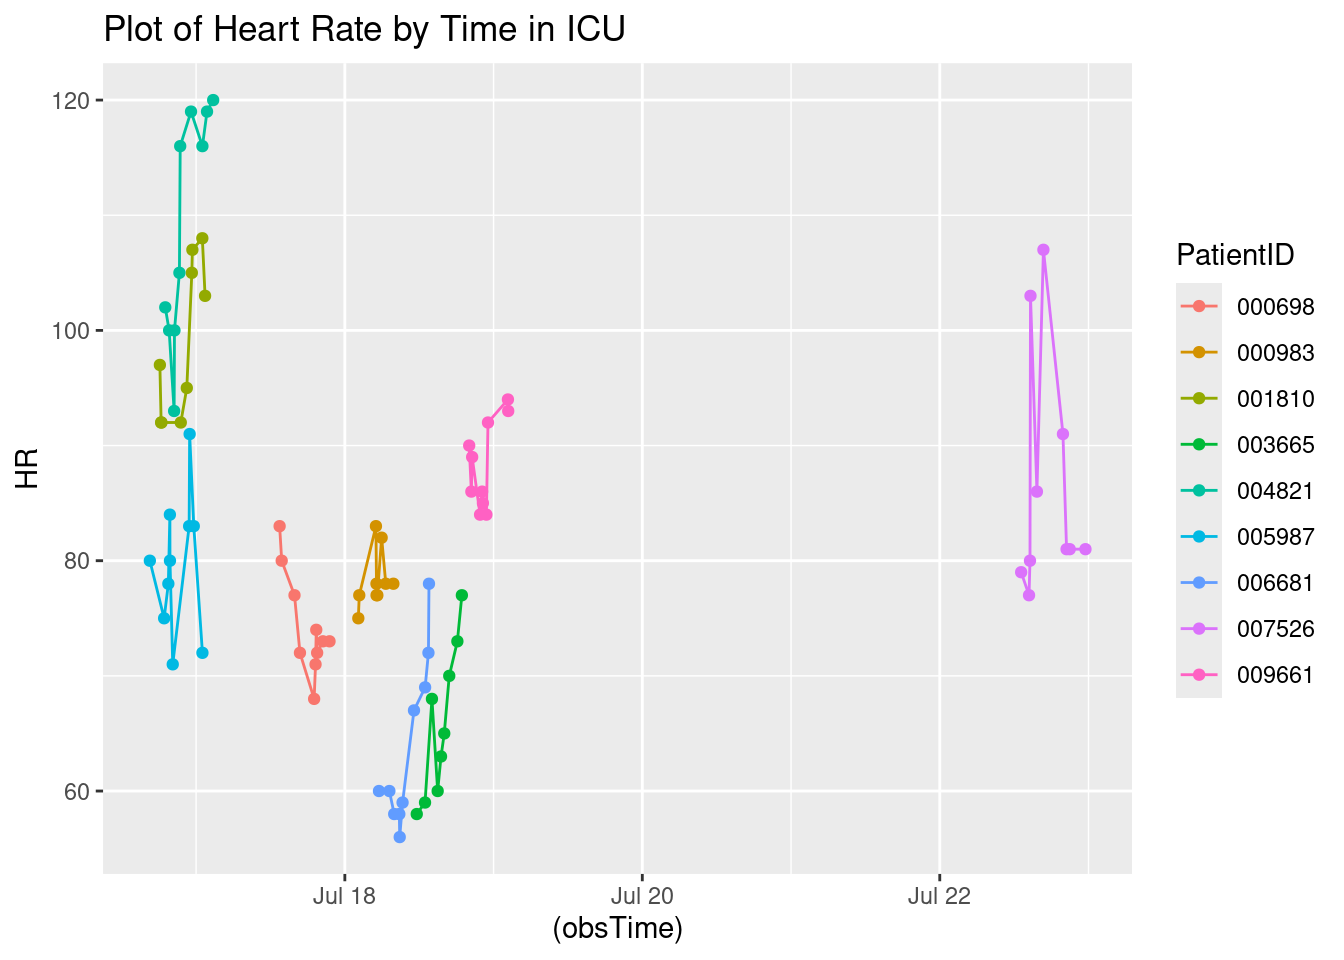 Plot of Heart Rate by Time in ICU
120
100
80
60
HR
Jul 18
Jul 20
Jul 22
(obsTime)
PatientID
000698
000983
001810
003665
004821
005987
006681
007526
009661